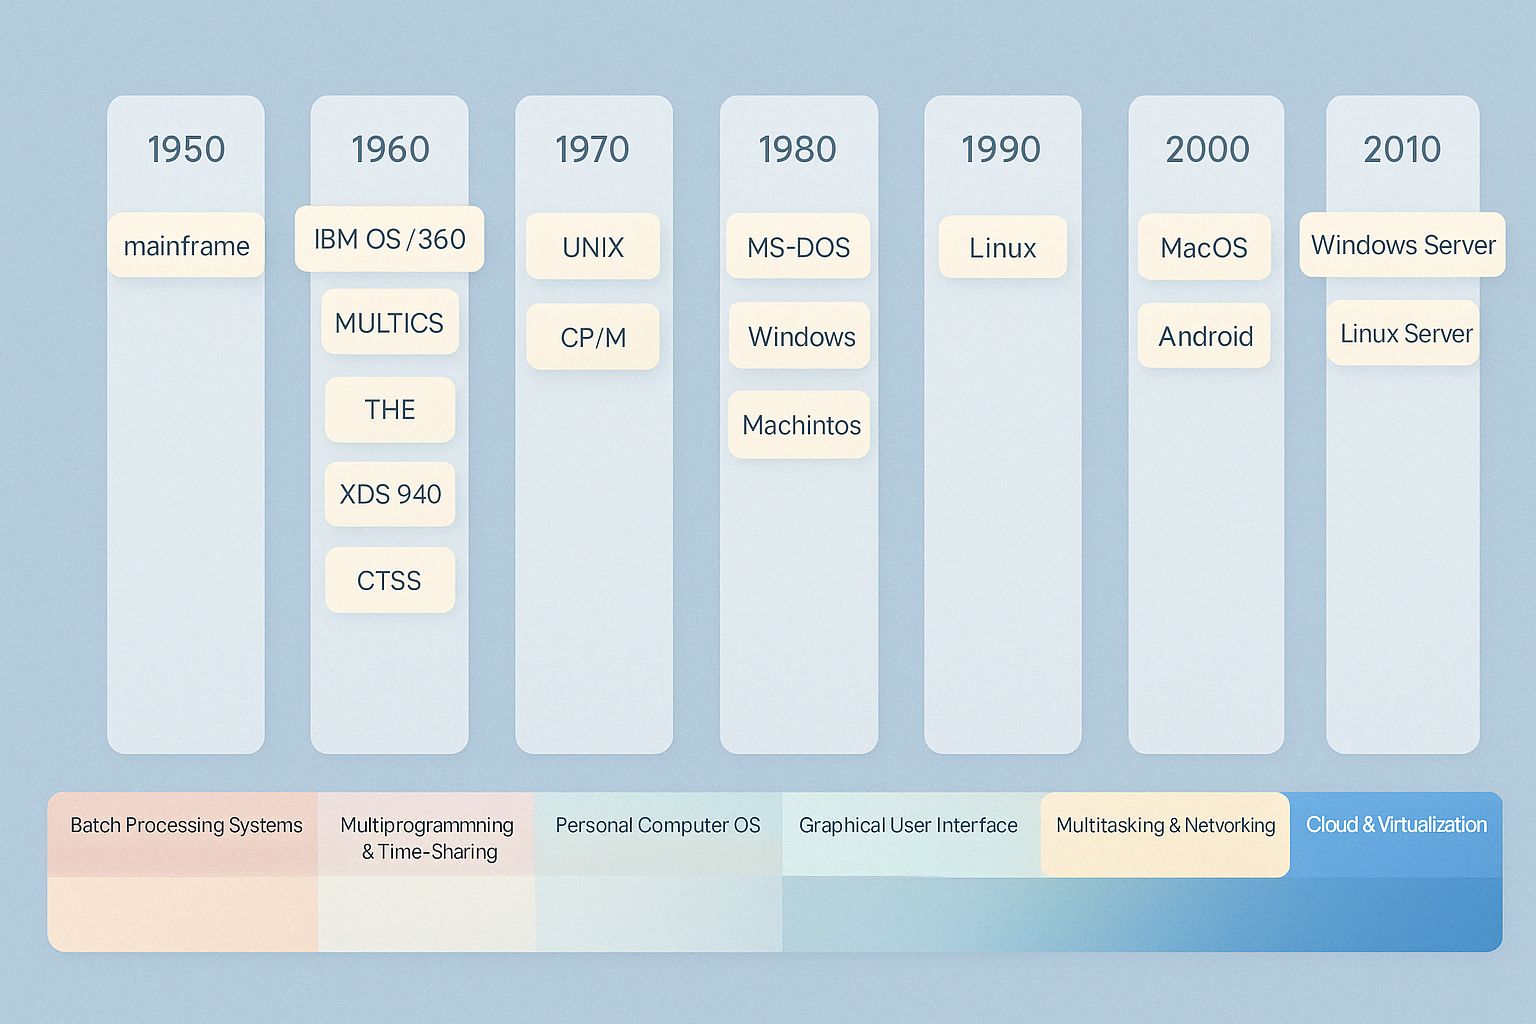 1950
mainframe
1960
IBM OS/360
MULTICS
THE
XDS 940
CTSS
1970
UNIX
CP/M
1980
MS-DOS
Windows
Machintos
1990
Linux
2000
MacOS
Android
2010
Windows Server
Linux Server
Batch Processing Systems
Multiprogrammning
& Time-Sharing
Personal Computer OS
Graphical User Interface
Multitasking & Netvorking
Cloud & Virtualization